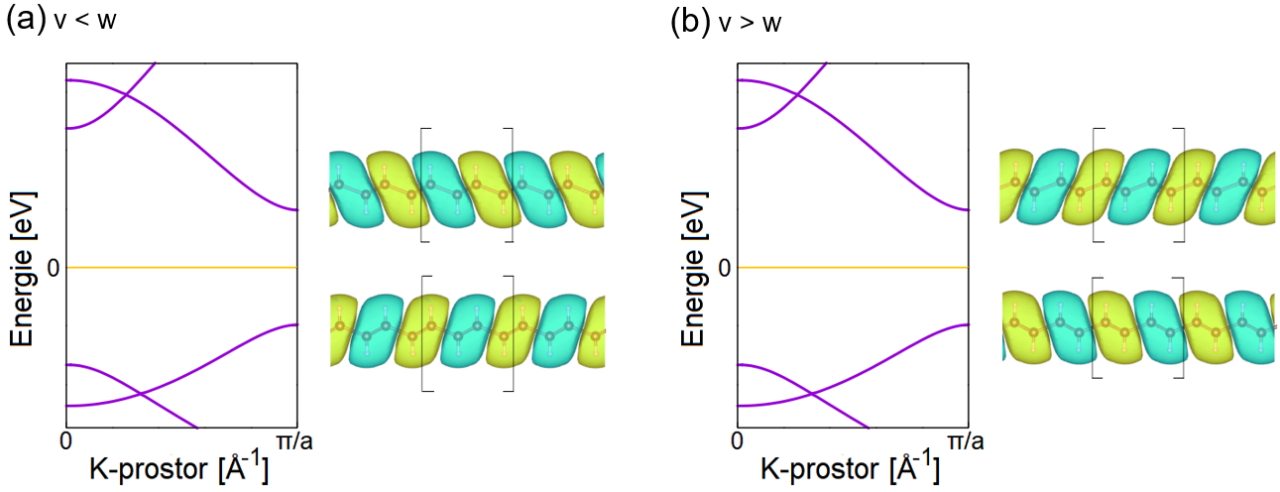 (a) v < w
(b) v > w
Energie [eV]
0
0
π/a
K-prostor [Å⁻¹]
Energie [eV]
0
0
π/a
K-prostor [Å⁻¹]